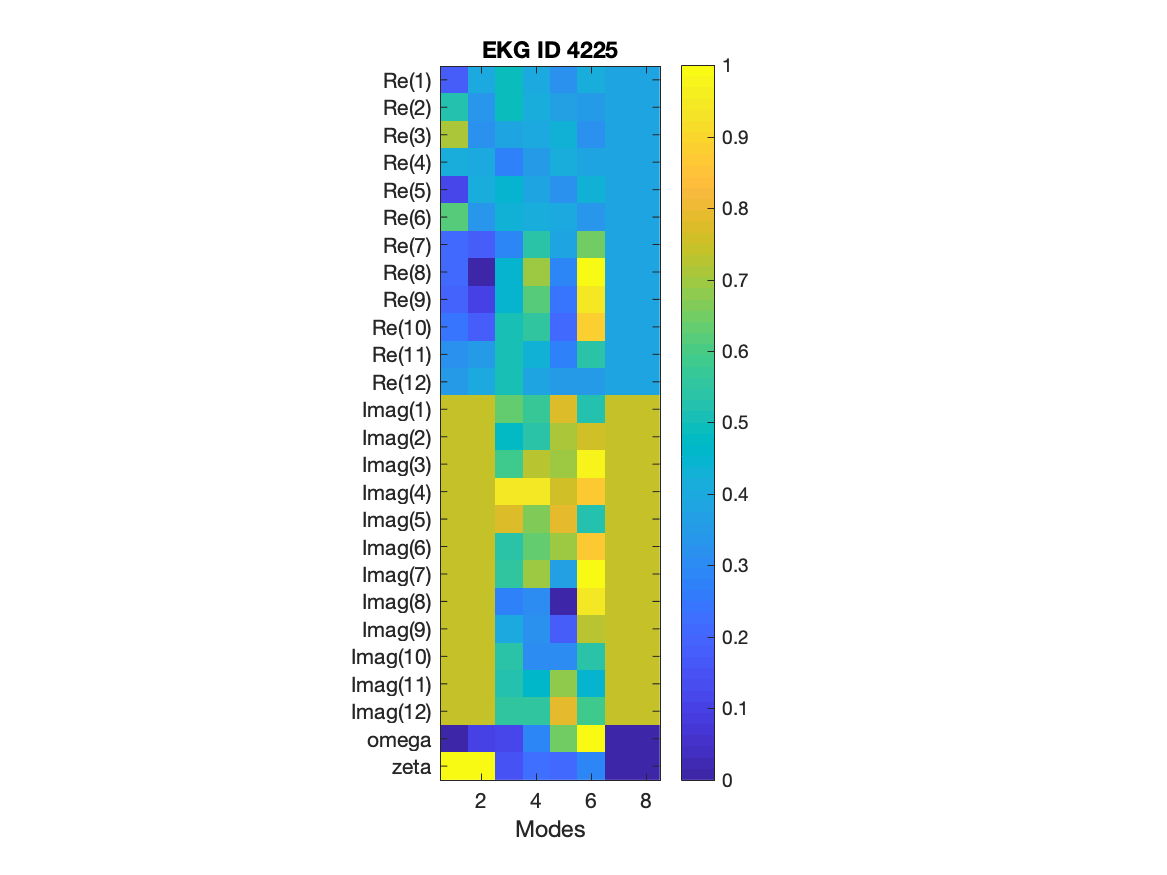 EKG ID 4225
Re(1)
Re(2)
Re(3)
Re(4)
Re(5)
Re(6)
Re(7)
Re(8)
Re(9)
Re(10)
Re(11)
Re(12)
Imag(1)
Imag(2)
Imag(3)
Imag(4)
Imag(5)
Imag(6)
Imag(7)
Imag(8)
Imag(9)
Imag(10)
Imag(11)
Imag(12)
omega
zeta
2 4 6 8
Modes
1
0.9
0.8
0.7
0.6
0.5
0.4
0.3
0.2
0.1
0